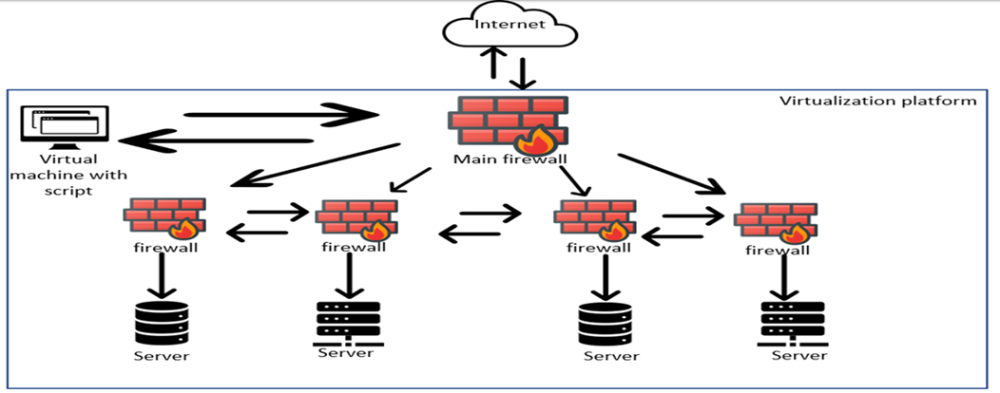 Internet
Virtualization platform
Virtual
machine with
script
Main firewall
firewall
firewall
firewall
firewall
Server
Server
Server
Server